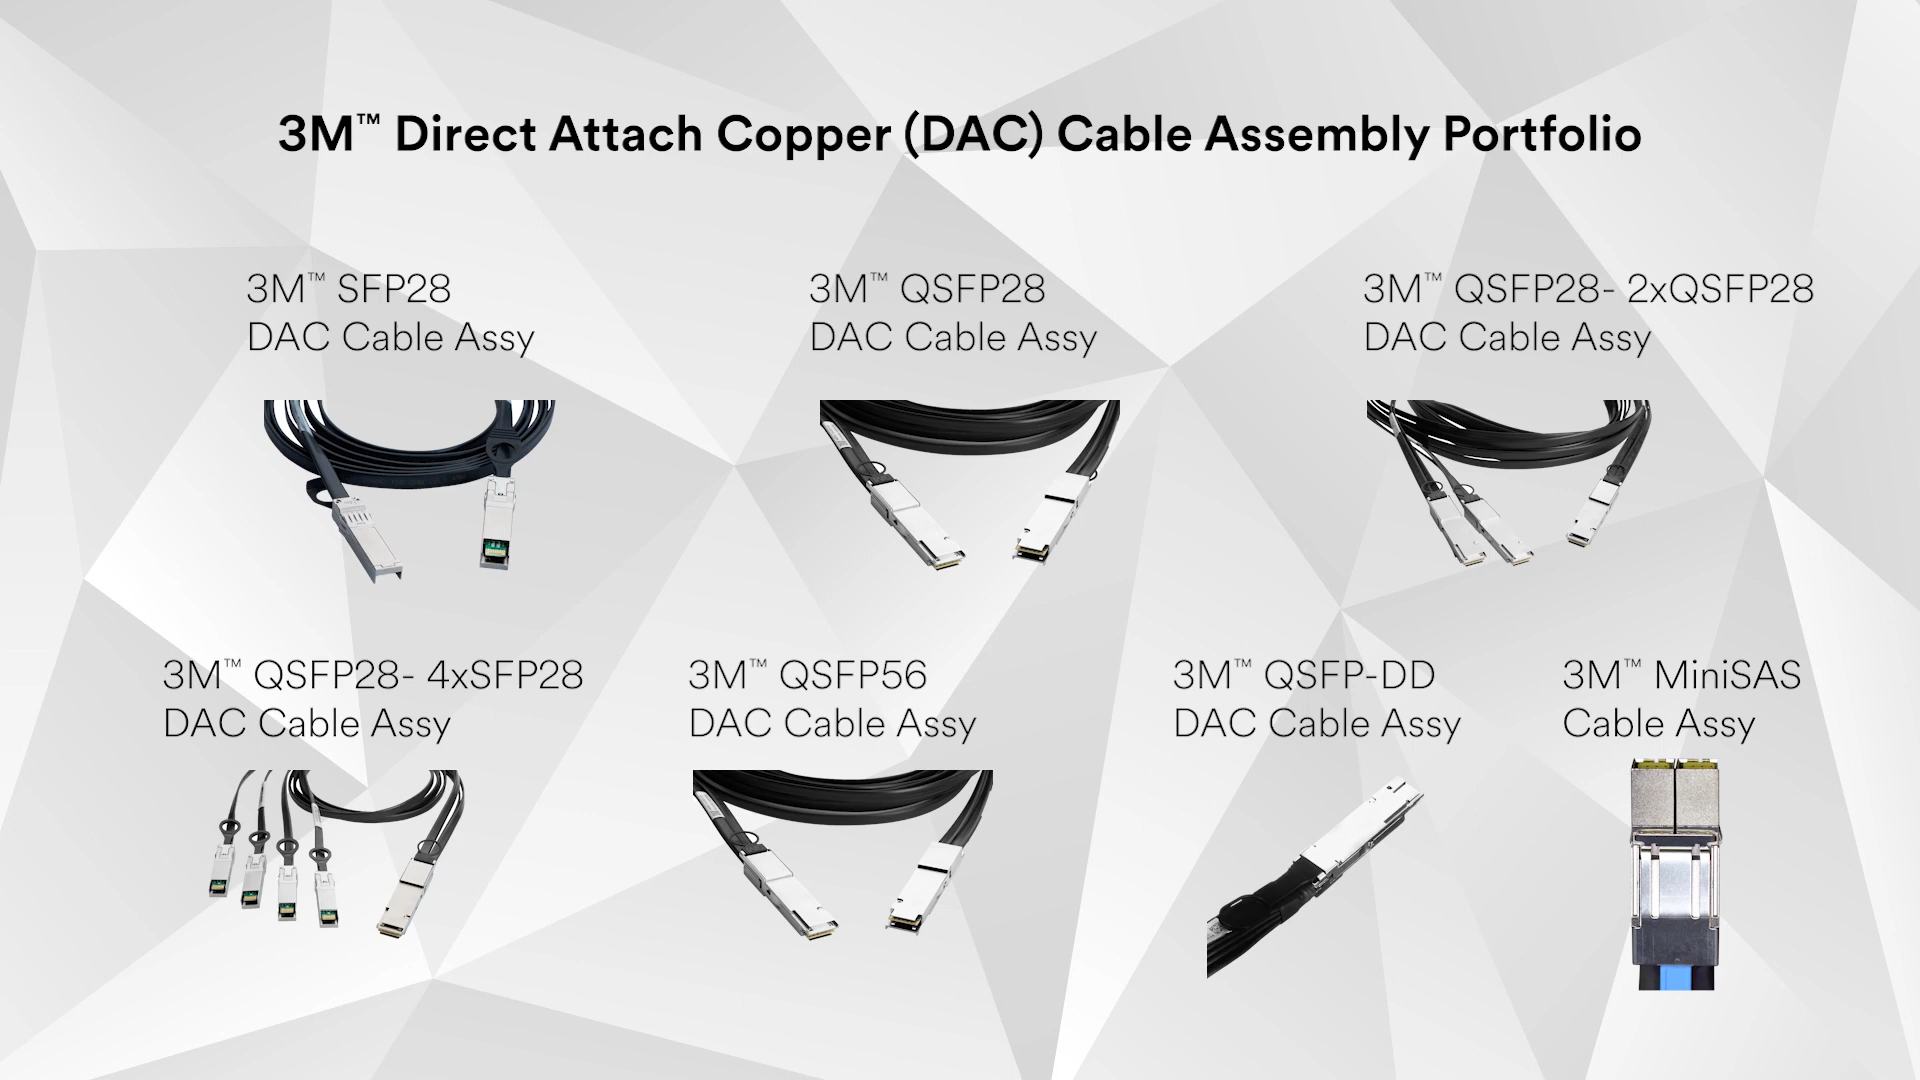 3M™ Direct Attach Copper (DAC) Cable Assembly Portfolio
3M™ SFP28
DAC Cable Assy
3M™ QSFP28
DAC Cable Assy
3M™ QSFP28- 2xQSFP28
DAC Cable Assy
3M™ QSFP28- 4xSFP28
DAC Cable Assy
3M™ QSFP56
DAC Cable Assy
3M™ QSFP-DD
DAC Cable Assy
3M™ MiniSAS
Cable Assy